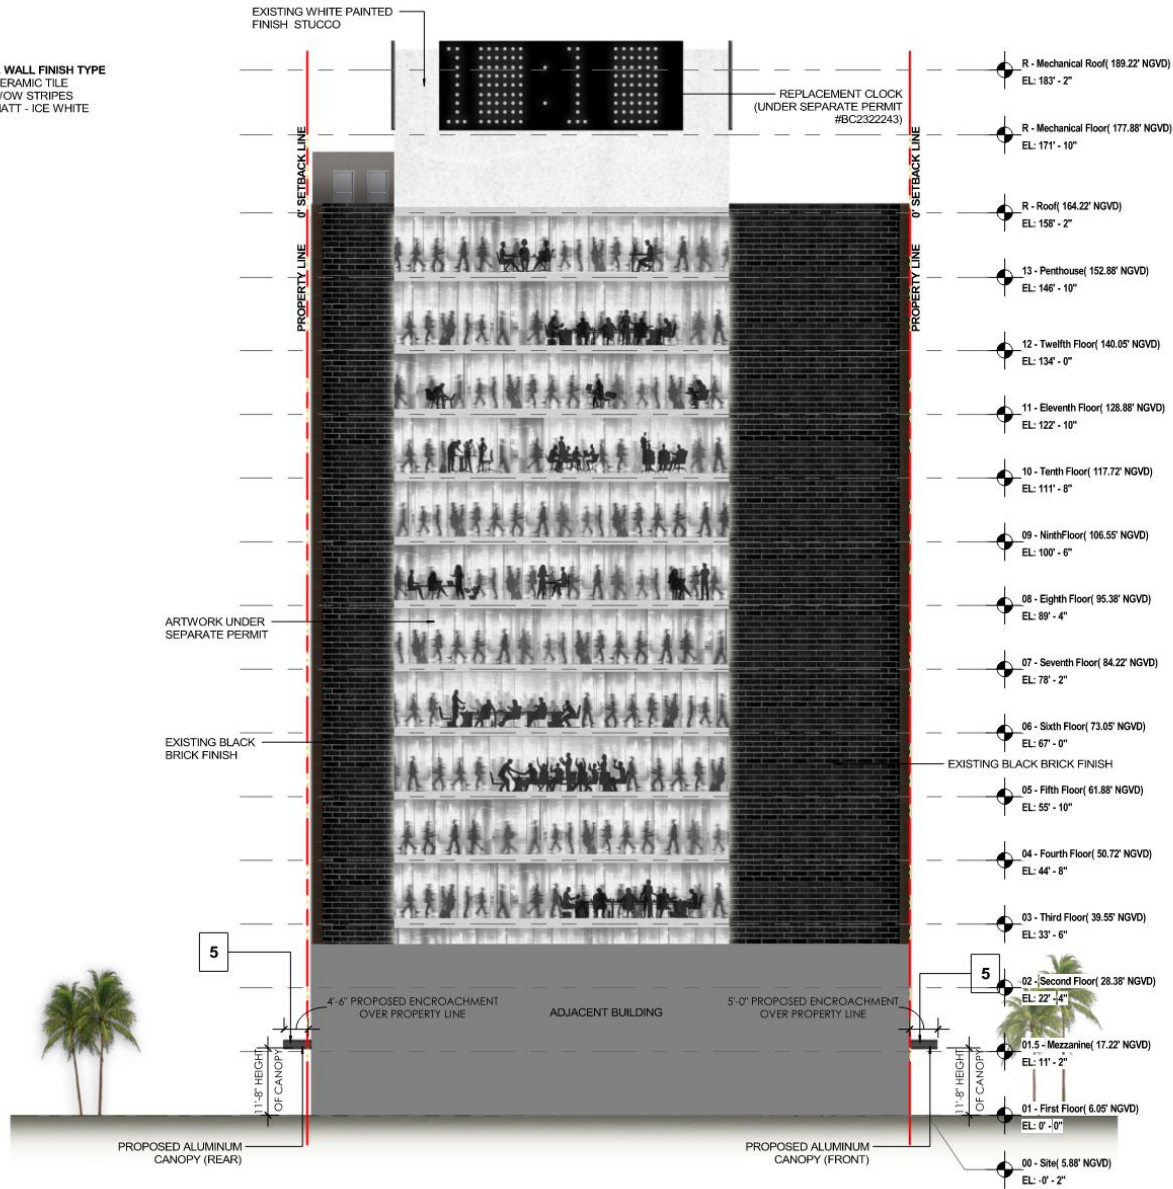 EXISTING WHITE PAINTED
FINISH STUCCO
WALL FINISH TYPE
ERAMIC TILE
OW STRIPES
ATT - ICE WHITE
18:18
REPLACEMENT CLOCK
(UNDER SEPARATE PERMIT
#BC2322243)
0' SETBACK LINE
PROPERTY LINE
0' SETBACK LINE
PROPERTY LINE
R - Mechanical Roof( 189.22' NGVD)
EL: 183' - 2"
R - Mechanical Floor( 177.88' NGVD)
EL: 171' - 10"
R - Roof( 164.22' NGVD)
EL: 158' - 2"
13 - Penthouse( 152.88' NGVD)
EL: 146' - 10"
12 - Twelfth Floor( 140.05' NGVD)
EL: 134' - 0"
11 - Eleventh Floor( 128.88' NGVD)
EL: 122' - 10"
10 - Tenth Floor( 117.72' NGVD)
EL: 111' - 8"
09 - NinthFloor( 106.55' NGVD)
EL: 100' - 6"
08 - Eighth Floor( 95.38' NGVD)
EL: 89' - 4"
07 - Seventh Floor( 84.22' NGVD)
EL: 78' - 2"
06 - Sixth Floor( 73.05' NGVD)
EL: 67' - 0"
05 - Fifth Floor( 61.88' NGVD)
EL: 55' - 10"
04 - Fourth Floor( 50.72' NGVD)
EL: 44' - 8"
03 - Third Floor( 39.55' NGVD)
EL: 33' - 6"
02 - Second Floor( 28.38' NGVD)
EL: 22' - 4"
01.5 - Mezzanine( 17.22' NGVD)
EL: 11' - 2"
01 - First Floor( 6.05' NGVD)
EL: 0' - 0"
00 - Site( 5.88' NGVD)
EL: -0' - 2"
ARTWORK UNDER
SEPARATE PERMIT
EXISTING BLACK
BRICK FINISH
EXISTING BLACK BRICK FINISH
5
5
4'-6" PROPOSED ENCROACHMENT
OVER PROPERTY LINE
ADJACENT BUILDING
5'-0" PROPOSED ENCROACHMENT
OVER PROPERTY LINE
11'-8" HEIGHT
OF CANOPY
11'-8" HEIGHT
OF CANOPY
PROPOSED ALUMINUM
CANOPY (REAR)
PROPOSED ALUMINUM
CANOPY (FRONT)